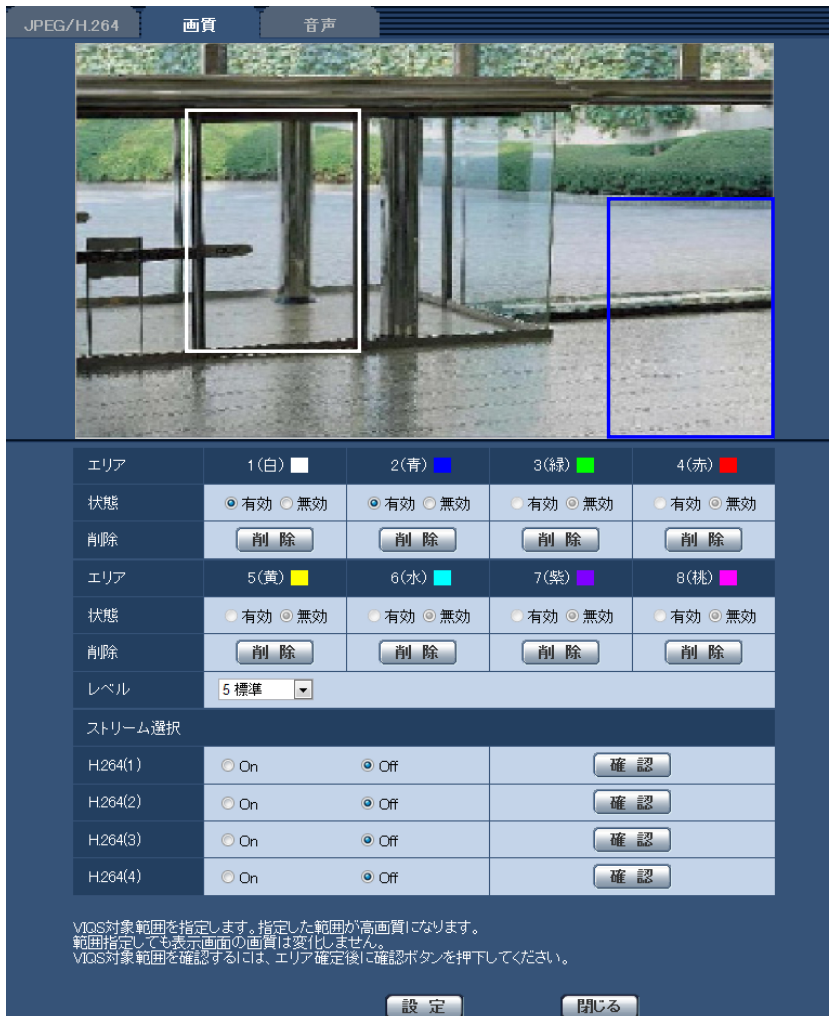 JPEG/H.264 画質 音声
エリア 1(白) 2(青) 3(緑) 4(赤)
状態 有効 無効 有効 無効 有効 無効 有効 無効
削除 削除 削除 削除 削除
エリア 5(黄) 6(水) 7(紫) 8(桃)
状態 有効 無効 有効 無効 有効 無効 有効 無効
削除 削除 削除 削除 削除
レベル 5 標準
ストリーム選択
H.264(1) On Off 確認
H.264(2) On Off 確認
H.264(3) On Off 確認
H.264(4) On Off 確認
VIQS対象範囲を指定します。指定した範囲が高画質になります。
範囲指定しても表示画面の画質は変化しません。
VIQS対象範囲を確認するには、エリア確定後に確認ボタンを押下してください。
設定 閉じる